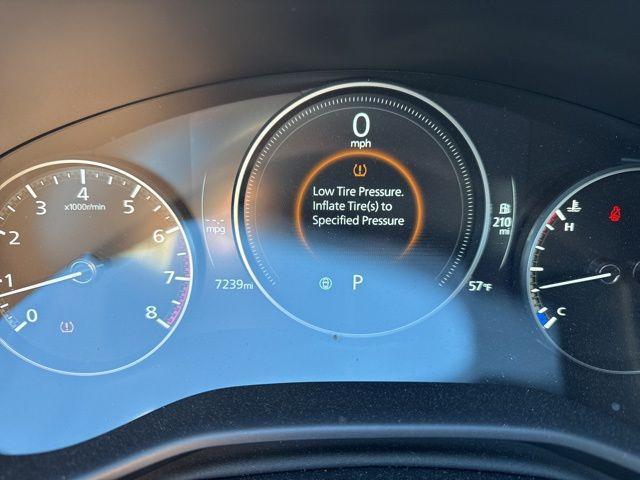 0
mph
Low Tire Pressure.
Inflate Tire(s) to
Specified Pressure
P
0
1
2
3
4
5
6
7
8
x1000r/min
--.-
mpg
7239mi
210
mi
57°F
H
C